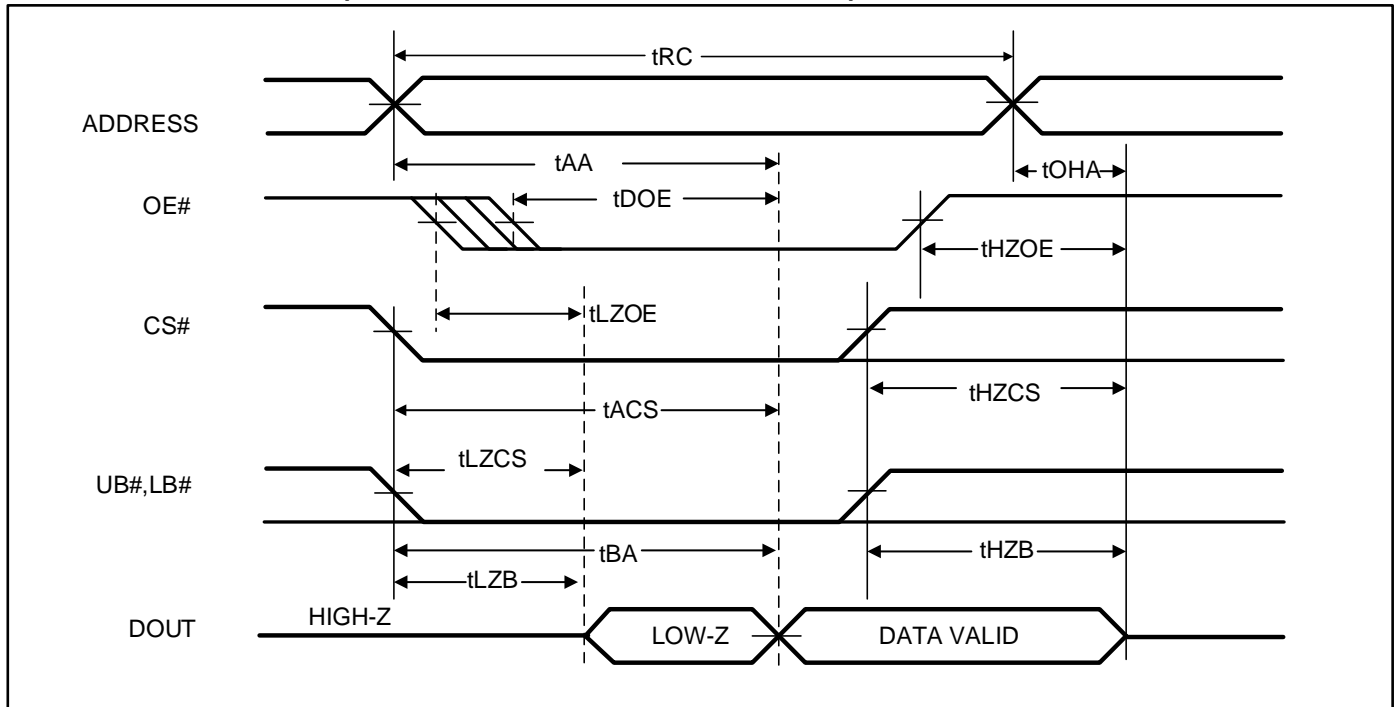 tRC
ADDRESS
tAA
tOHA
OE#
tDOE
tHZOE
tLZOE
CS#
tHZCS
tACS
tLZCS
UB#,LB#
tBA
tHZB
tLZB
HIGH-Z
DOUT
LOW-Z
DATA VALID